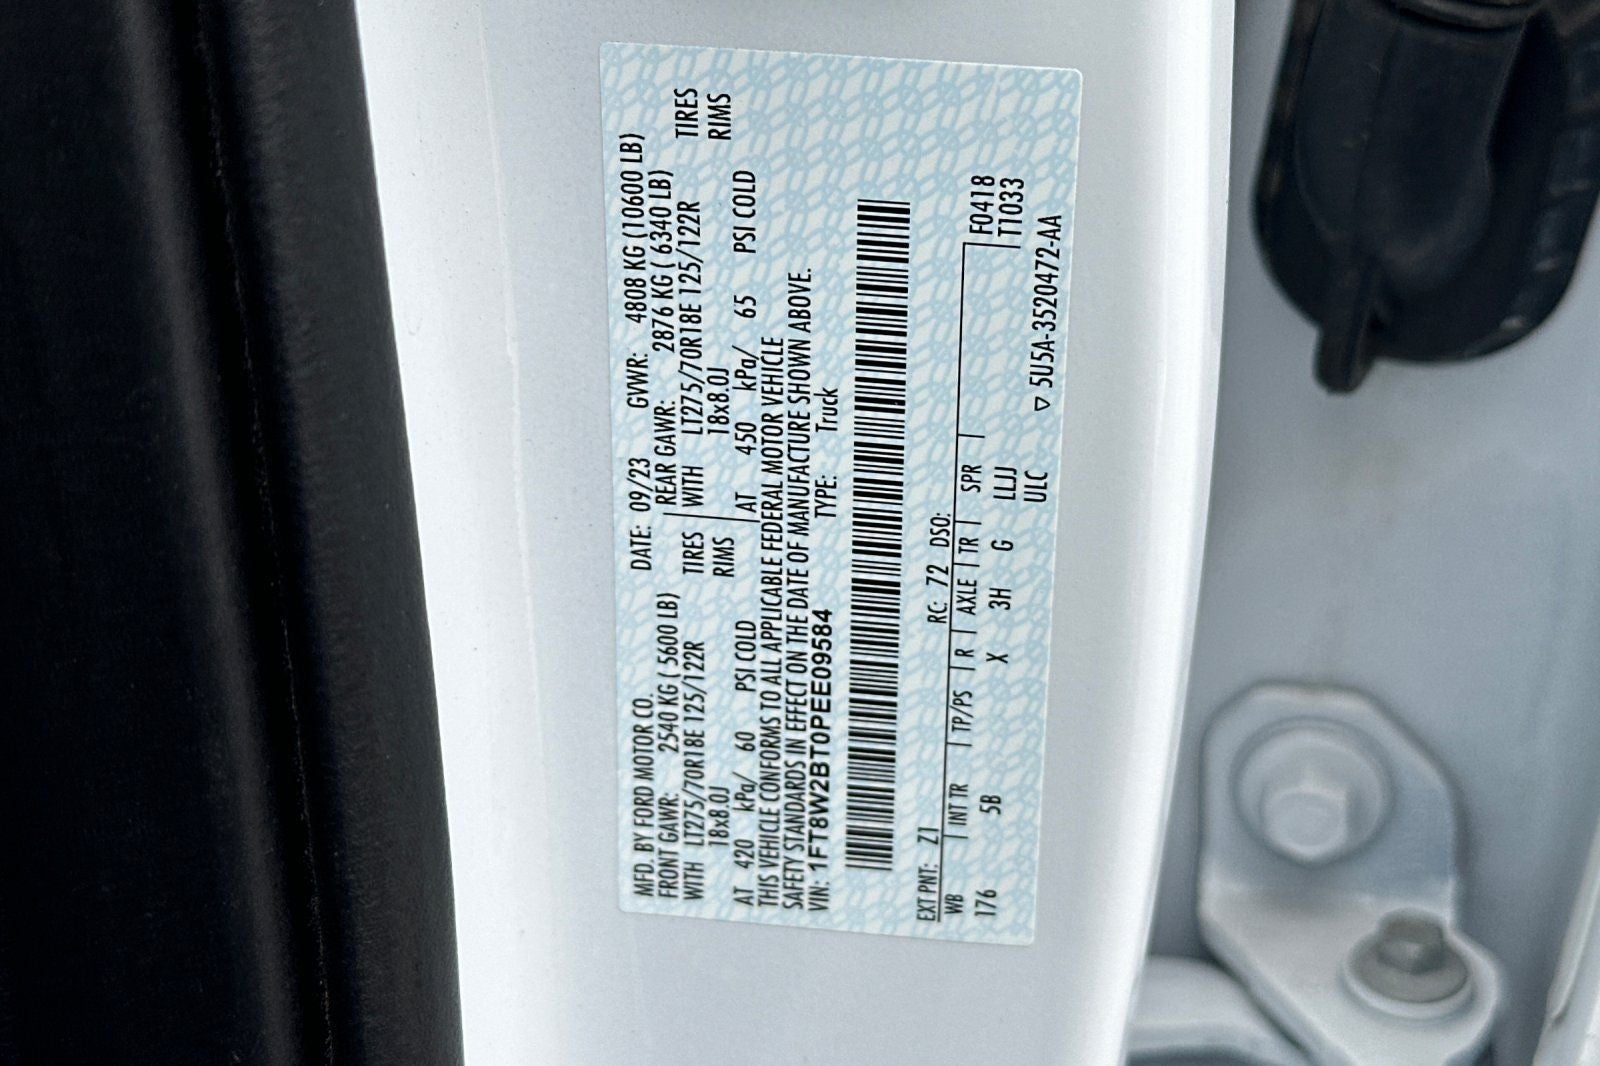 MFD. BY FORD MOTOR CO. DATE: 09/23 GVWR: 4808 KG (10600 LB)
FRONT GAWR: 2540 KG ( 5600 LB) REAR GAWR: 2876 KG ( 6340 LB)
WITH LT275/70R18E 125/122R TIRES WITH LT275/70R18E 125/122R TIRES
18x8.0J RIMS 18x8.0J RIMS
AT 420 kPa/ 60 PSI COLD AT 450 kPa/ 65 PSI COLD
THIS VEHICLE CONFORMS TO ALL APPLICABLE FEDERAL MOTOR VEHICLE
SAFETY STANDARDS IN EFFECT ON THE DATE OF MANUFACTURE SHOWN ABOVE.
VIN: 1FT8W2BT0PEE09584 TYPE: Truck
EXT PNT: Z1 RC: 72 DSO:
WB INT TR TP/PS R AXLE TR SPR F0418
176 5B X 3H G LLJJ T1033
ULC
▽ 5U5A-3520472-AA